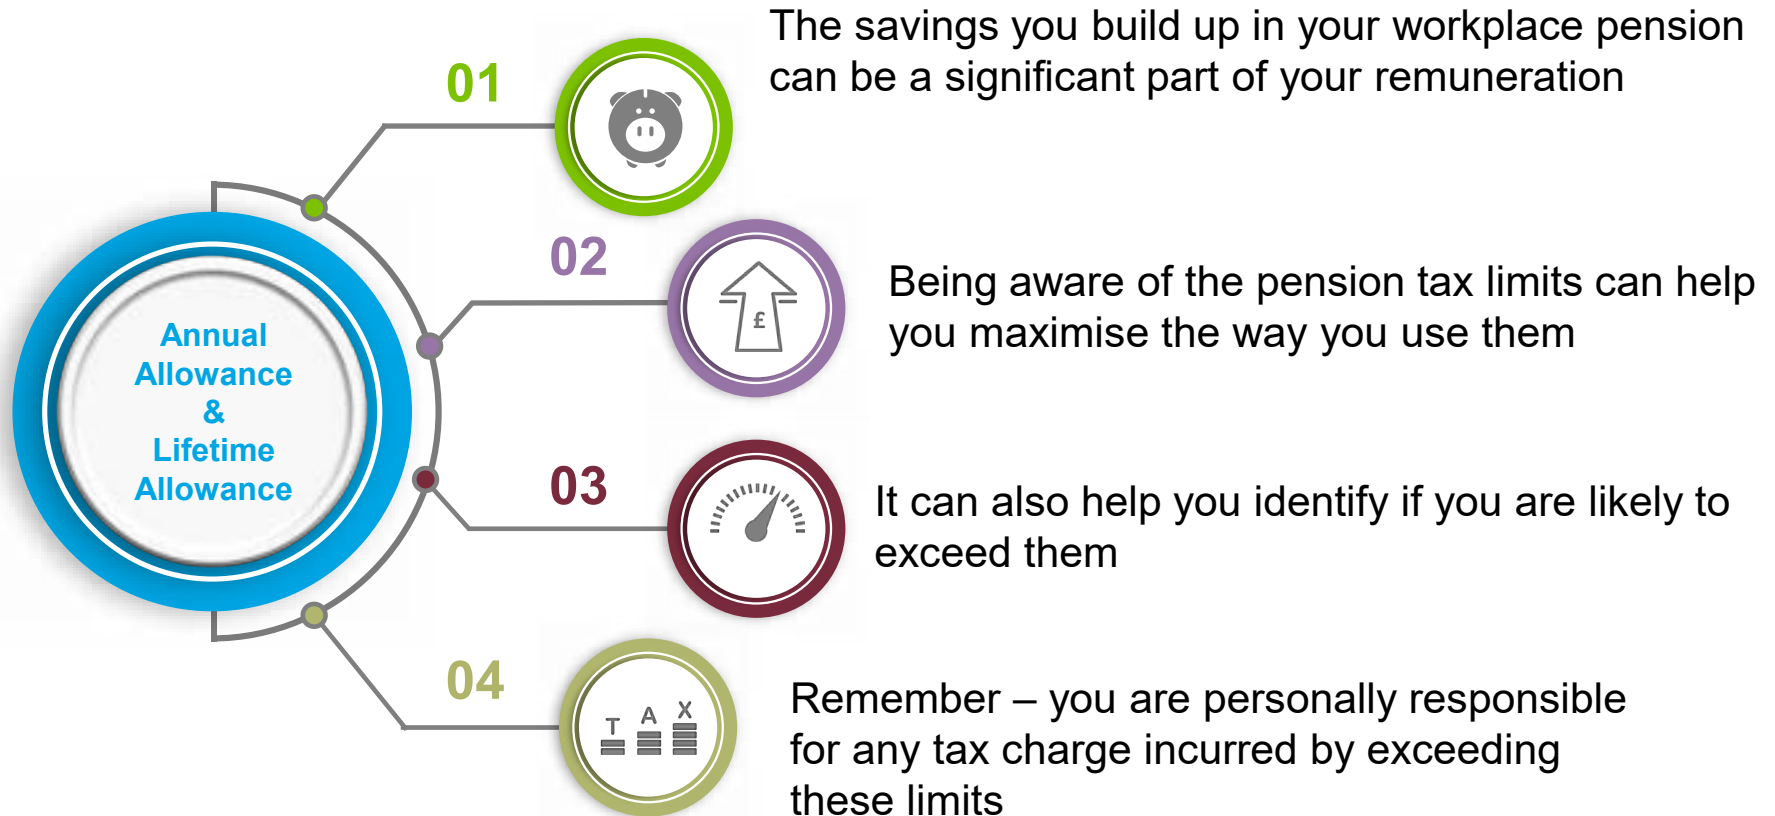 Annual
Allowance
&
Lifetime
Allowance
01
The savings you build up in your workplace pension
can be a significant part of your remuneration
02
£
Being aware of the pension tax limits can help
you maximise the way you use them
03
It can also help you identify if you are likely to
exceed them
04
T A X
Remember – you are personally responsible
for any tax charge incurred by exceeding
these limits